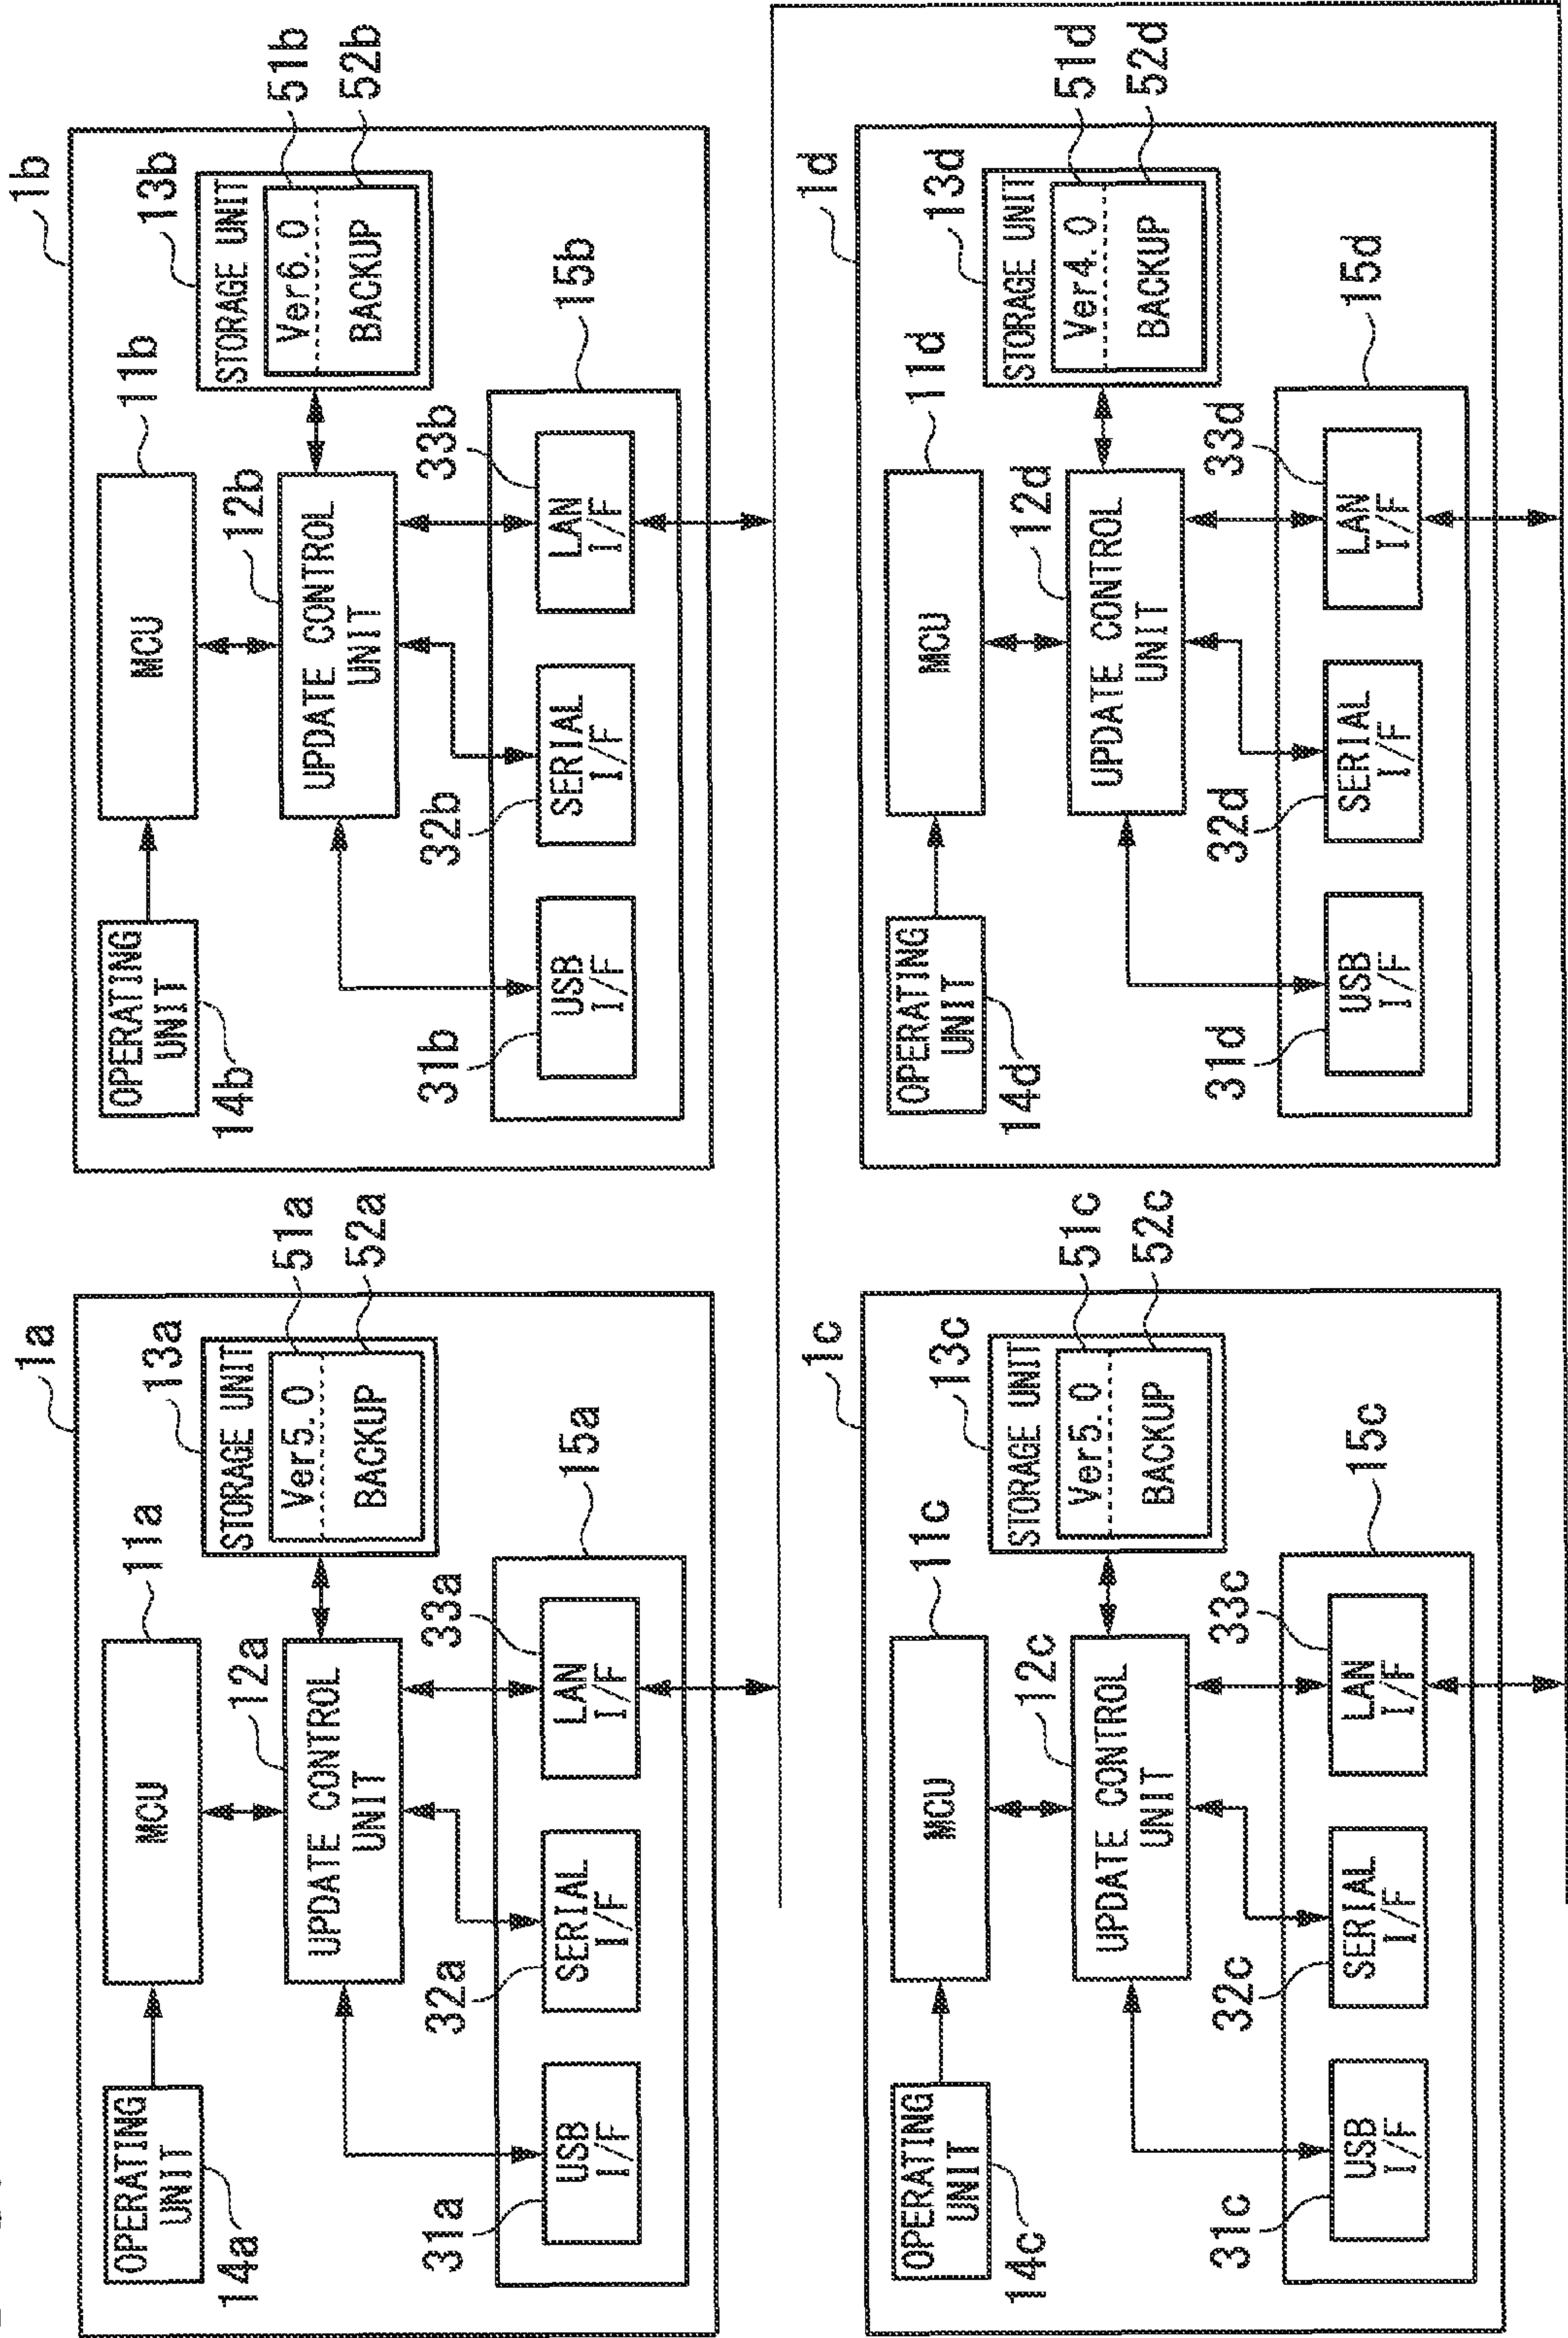 1a
11a
13a
OPERATING
UNIT
MCU
STORAGE UNIT
Ver5.0
BACKUP
51a
52a
14a
12a
UPDATE CONTROL
UNIT
33a
15a
31a
32a
USB
I/F
SERIAL
I/F
LAN
I/F
1b
11b
13b
OPERATING
UNIT
MCU
STORAGE UNIT
Ver6.0
BACKUP
51b
52b
14b
12b
UPDATE CONTROL
UNIT
33b
15b
31b
32b
USB
I/F
SERIAL
I/F
LAN
I/F
1c
11c
13c
OPERATING
UNIT
MCU
STORAGE UNIT
Ver5.0
BACKUP
51c
52c
14c
12c
UPDATE CONTROL
UNIT
33c
15c
31c
32c
USB
I/F
SERIAL
I/F
LAN
I/F
1d
11d
13d
OPERATING
UNIT
MCU
STORAGE UNIT
Ver4.0
BACKUP
51d
52d
14d
12d
UPDATE CONTROL
UNIT
33d
15d
31d
32d
USB
I/F
SERIAL
I/F
LAN
I/F